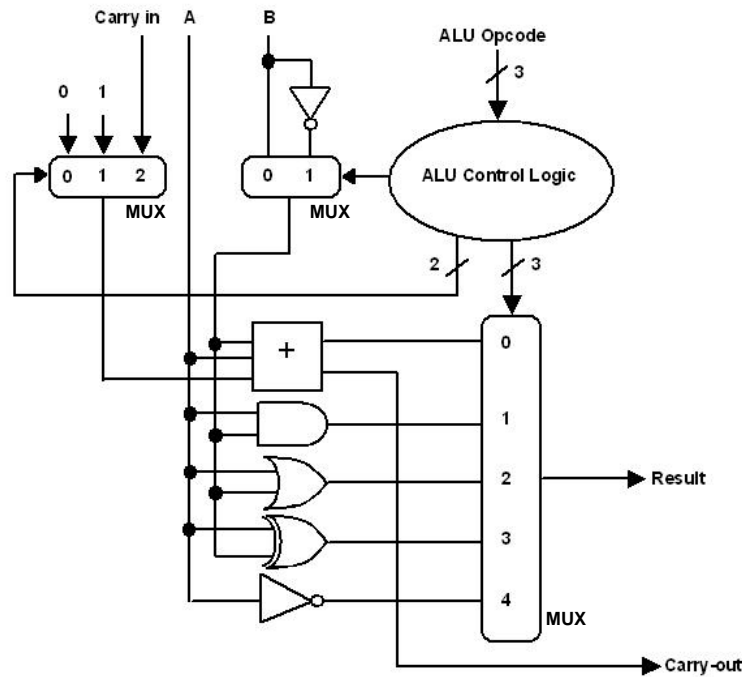 Carry in A B
ALU Opcode
3
0 1
0 1 2
MUX
0 1
MUX
ALU Control Logic
2 3
+
0
1
2
3
4
MUX
Result
Carry-out